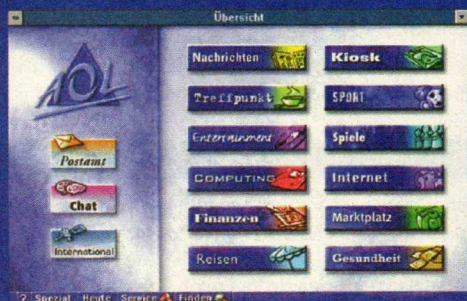 Übersicht
AOL
Postamt
Chat
International
Nachrichten
Kiosk
Treffpunkt
SPORT
Entertainment
Spiele
COMPUTING
Internet
Finanzen
Marktplatz
Reisen
Gesundheit
? Spezial Heute Service Finden